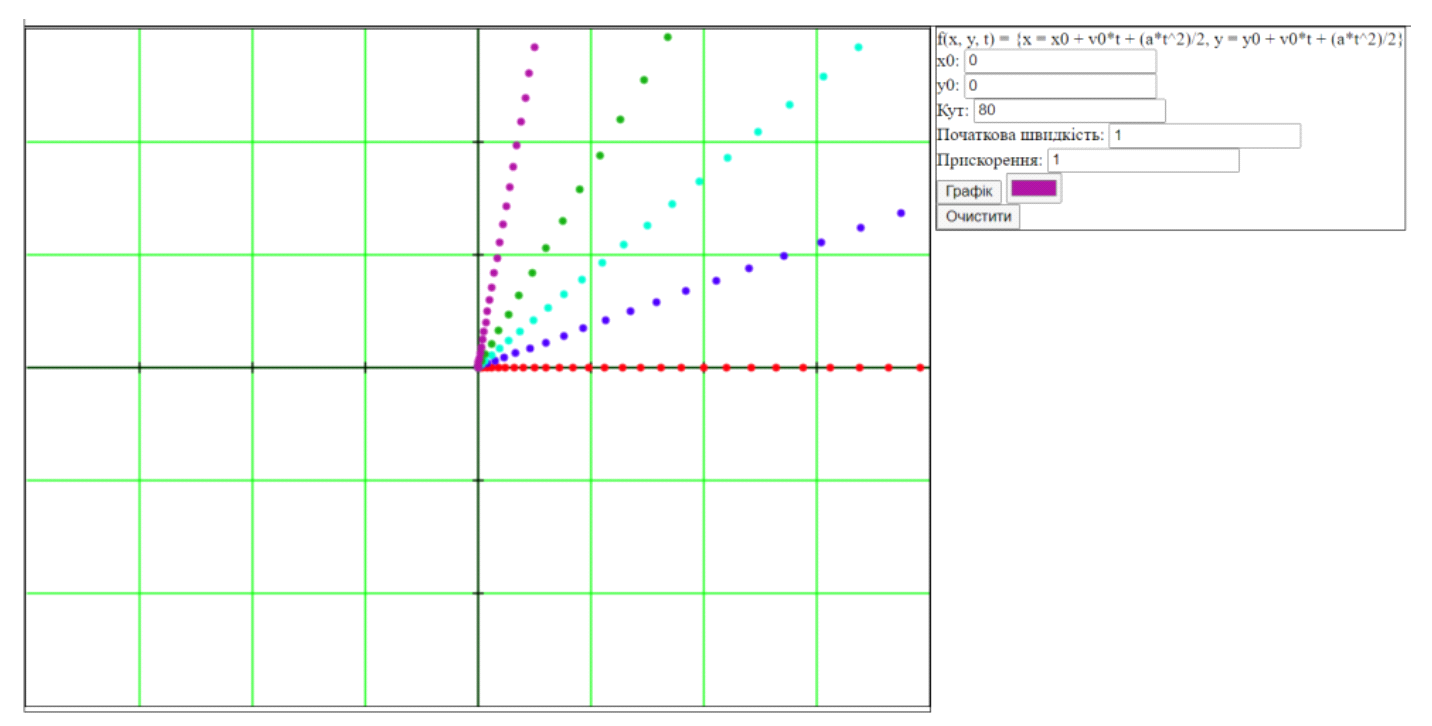 f(x, y, t) = {x = x0 + v0*t + (a*t^2)/2, y = y0 + v0*t + (a*t^2)/2}
x0: 0
y0: 0
Кут: 80
Початкова швидкість: 1
Прискорення: 1
Графік
Очистити